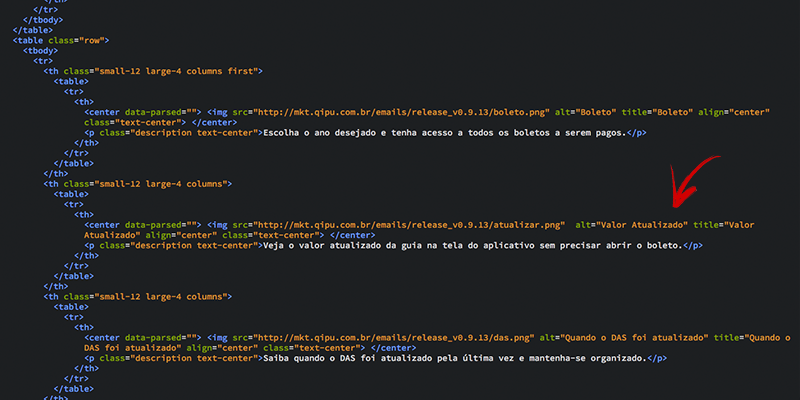 </th>
</tr>
</tbody>
</table>
<table class="row">
<tbody>
<tr>
<th class="small-12 large-4 columns first">
<table>
<tr>
<th>
<center data-parsed=""> <img src="http://mkt.qipu.com.br/emails/release_v0.9.13/boleto.png" alt="Boleto" title="Boleto" align="center"
class="text-center"> </center>
<p class="description text-center">Escolha o ano desejado e tenha acesso a todos os boletos a serem pagos.</p>
</th>
</tr>
</table>
</th>
<th class="small-12 large-4 columns">
<table>
<tr>
<th>
<center data-parsed=""> <img src="http://mkt.qipu.com.br/emails/release_v0.9.13/atualizar.png"  alt="Valor Atualizado" title="Valor
Atualizado" align="center" class="text-center"> </center>
<p class="description text-center">Veja o valor atualizado da guia na tela do aplicativo sem precisar abrir o boleto.</p>
</th>
</tr>
</table>
</th>
<th class="small-12 large-4 columns">
<table>
<tr>
<th>
<center data-parsed=""> <img src="http://mkt.qipu.com.br/emails/release_v0.9.13/das.png" alt="Quando o DAS foi atualizado" title="Quando o
DAS foi atualizado" align="center" class="text-center"> </center>
<p class="description text-center">Saiba quando o DAS foi atualizado pela última vez e mantenha-se organizado.</p>
</th>
</tr>
</table>
</th>